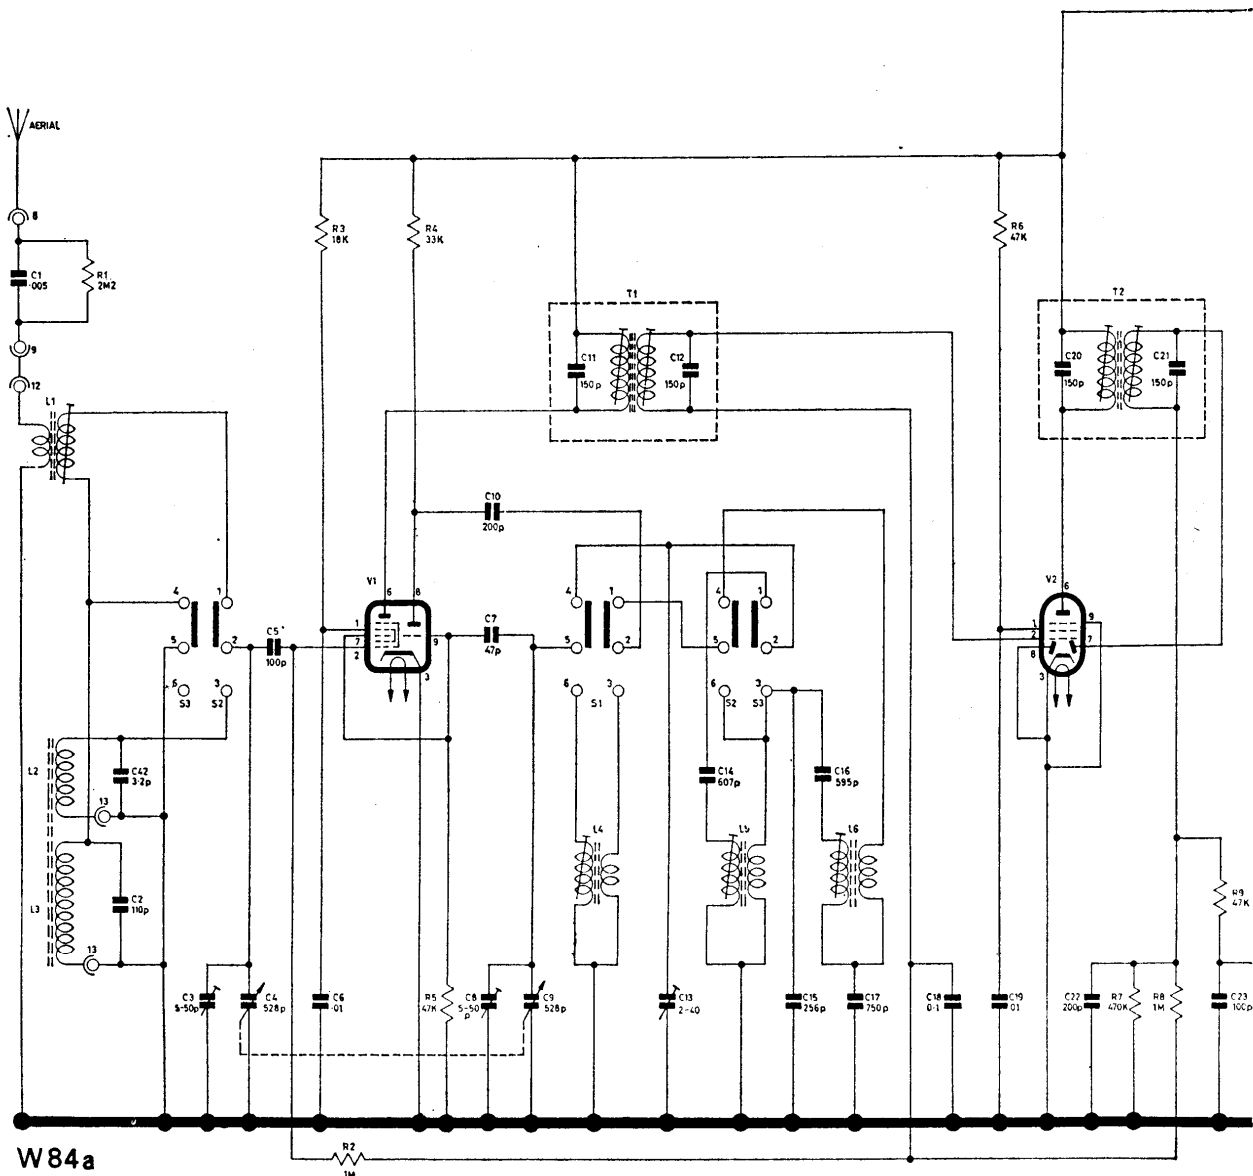 AERIAL
8
R3
18K
R4
33K
R6
47K
C1
.005
R1
2M2
T1
T2
9
C11
150p
C12
150p
C20
150p
C21
150p
12
L1
C10
200p
V1
6 8
4 1
4 1
V2
6
4 1
C5
100p
1
7
2
9
3
C7
47p
5 2
5 2
1
2
8
9
7
3
5 2
6 3
S3 S2
6 3
S1
6 3
S2 S3
L2
C42
3·2p
13
C14
607p
C16
595p
L4
L5
L6
L3
C2
110p
13
R9
47K
C3
5-50p
C4
528p
C6
·01
R5
47K
C8
5-50
p
C9
528p
C13
2-40
C15
256p
C17
750p
C18
0·1
C19
·01
C22
200p
R7
470K
R8
1M
C23
100p
W84a
R2
1M